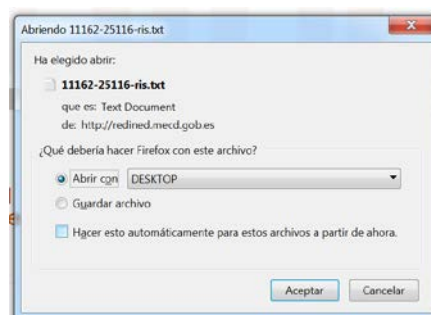 Abriendo 11162-25116-ris.txt
Ha elegido abrir:
11162-25116-ris.txt
que es: Text Document
de: http://redined.mecd.gob.es
¿Qué debería hacer Firefox con este archivo?
Abrir con DESKTOP
Guardar archivo
Hacer esto automáticamente para estos archivos a partir de ahora.
Aceptar Cancelar